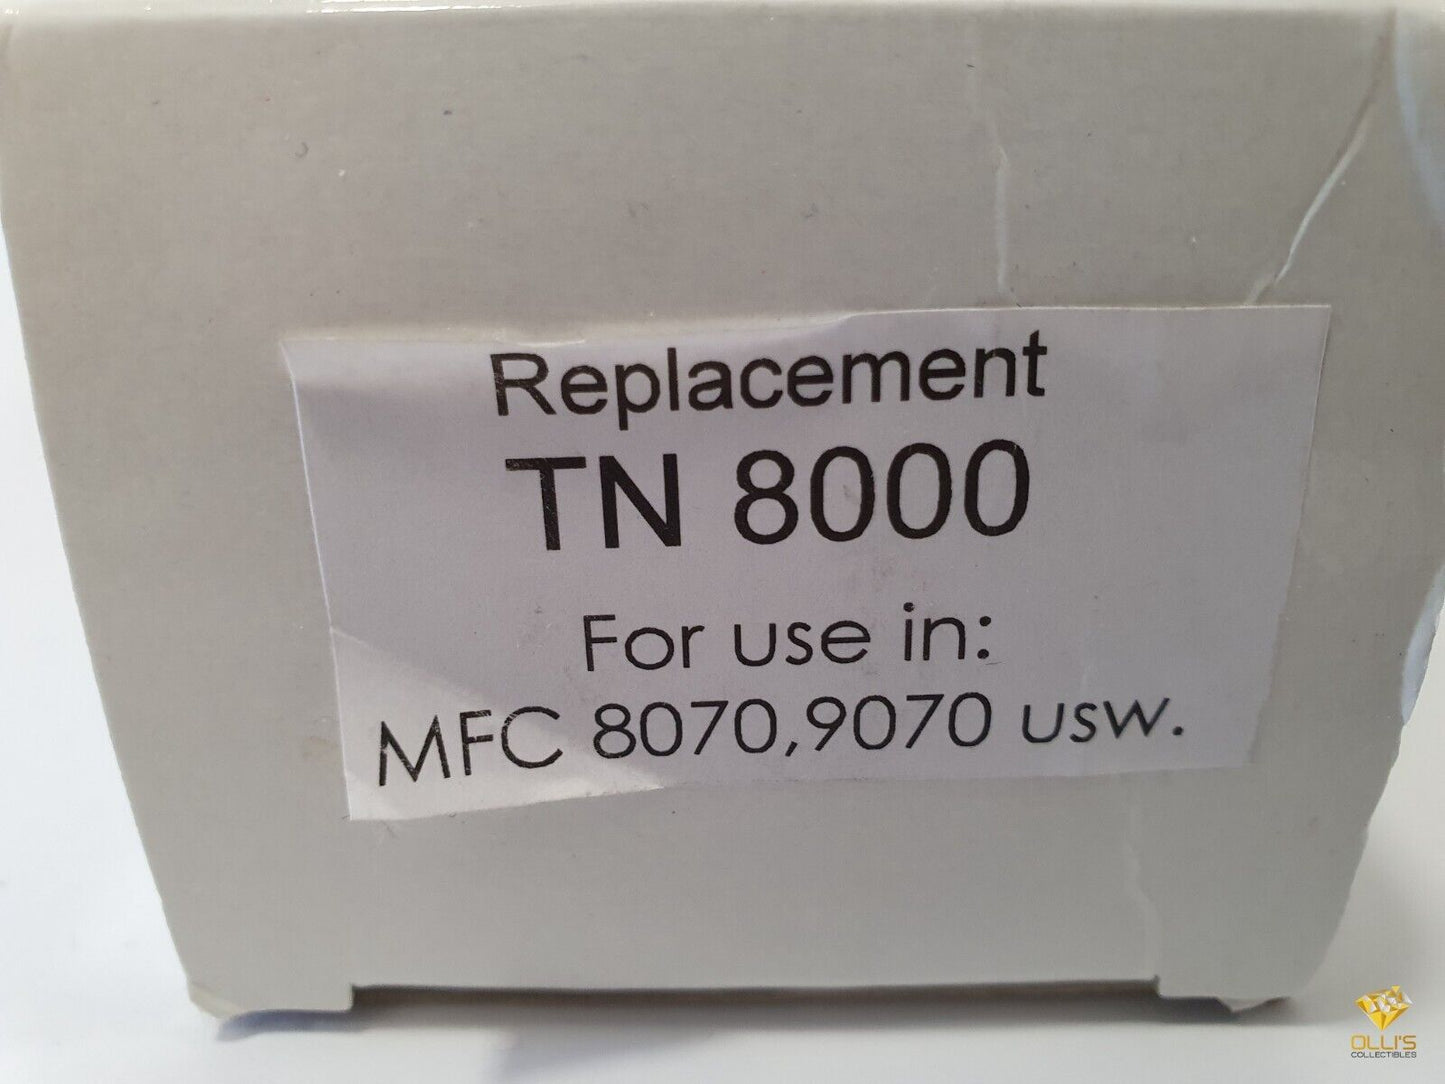 Replacement
TN 8000
For use in:
MFC 8070,9070 usw.
OLLI'S
COLLECTIBLES